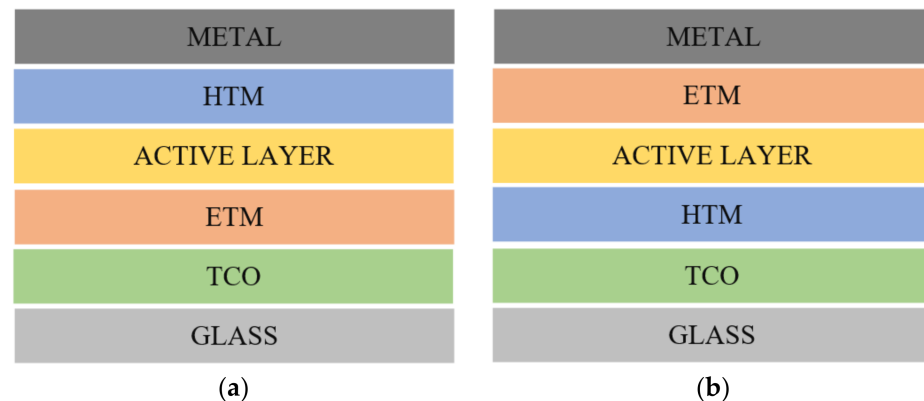 METAL
HTM
ACTIVE LAYER
ETM
TCO
GLASS
(a)
METAL
ETM
ACTIVE LAYER
HTM
TCO
GLASS
(b)